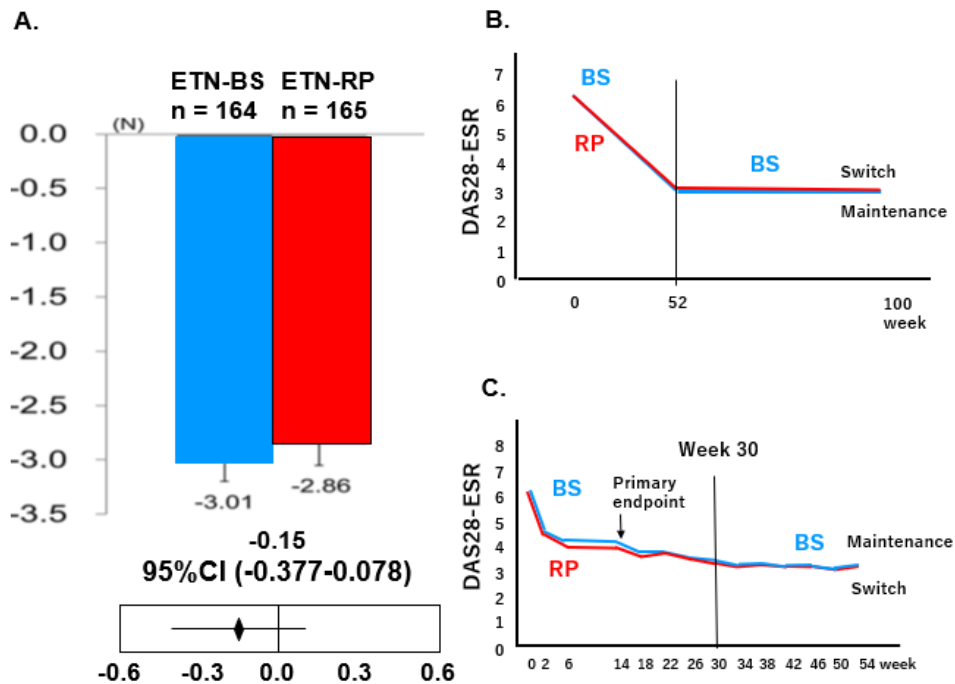 A.
ETN-BS ETN-RP
n = 164 n = 165
(N)
0.0
-0.5
-1.0
-1.5
-2.0
-2.5
-3.0
-3.5
-3.01
-2.86
-0.15
95%CI (-0.377-0.078)
-0.6 -0.3 0.0 0.3 0.6
B.
DAS28-ESR
7
6
5
4
3
2
1
0
BS
RP
BS
Switch
Maintenance
0 52 100
week
C.
DAS28-ESR
8
7
6
5
4
3
2
1
0
Week 30
Primary
endpoint
BS
RP
BS
Maintenance
Switch
0 2 6 14 18 22 26 30 34 38 42 46 50 54 week